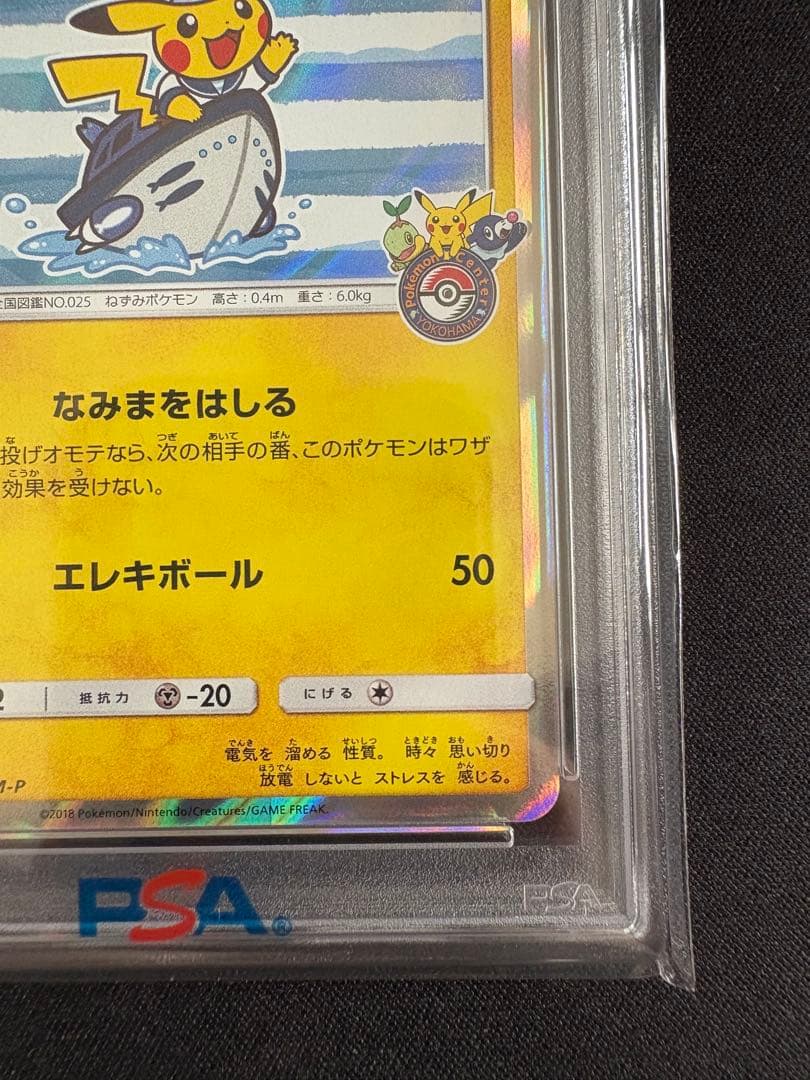 Pokémon Center
YOKOHAMA
全国図鑑NO.025 ねずみポケモン 高さ:0.4m 重さ:6.0kg
なみまをはしる
投げオモテなら、次の相手の番、このポケモンはワザ
効果を受けない。
エレキボール 50
2 抵抗力 -20 にげる
電気を 溜める 性質。 時々 思い切り
放電 しないと ストレスを 感じる。
M-P
©2018 Pokémon/Nintendo/Creatures/GAME FREAK.
PSA®
PSA